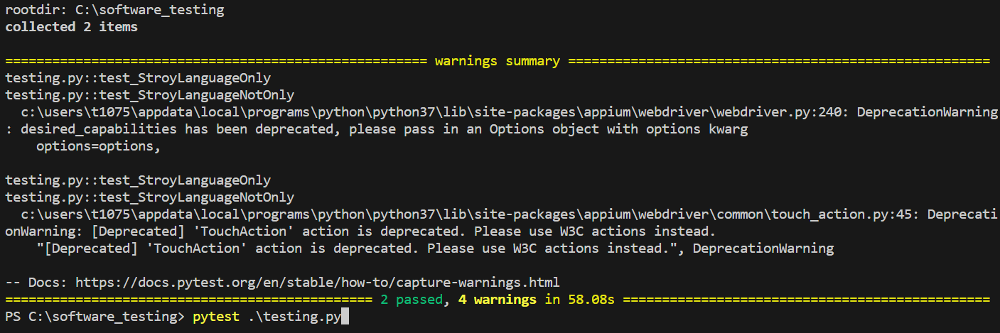 rootdir: C:\software_testing
collected 2 items
====================================================== warnings summary ======================================================
testing.py::test_StroyLanguageOnly
testing.py::test_StroyLanguageNotOnly
  c:\users\t1075\appdata\local\programs\python\python37\lib\site-packages\appium\webdriver\webdriver.py:240: DeprecationWarning
: desired_capabilities has been deprecated, please pass in an Options object with options kwarg
    options=options,
testing.py::test_StroyLanguageOnly
testing.py::test_StroyLanguageNotOnly
  c:\users\t1075\appdata\local\programs\python\python37\lib\site-packages\appium\webdriver\common\touch_action.py:45: Deprecati
onWarning: [Deprecated] 'TouchAction' action is deprecated. Please use W3C actions instead.
    "[Deprecated] 'TouchAction' action is deprecated. Please use W3C actions instead.", DeprecationWarning
-- Docs: https://docs.pytest.org/en/stable/how-to/capture-warnings.html
=============================================== 2 passed, 4 warnings in 58.08s ===============================================
PS C:\software_testing> pytest .\testing.py